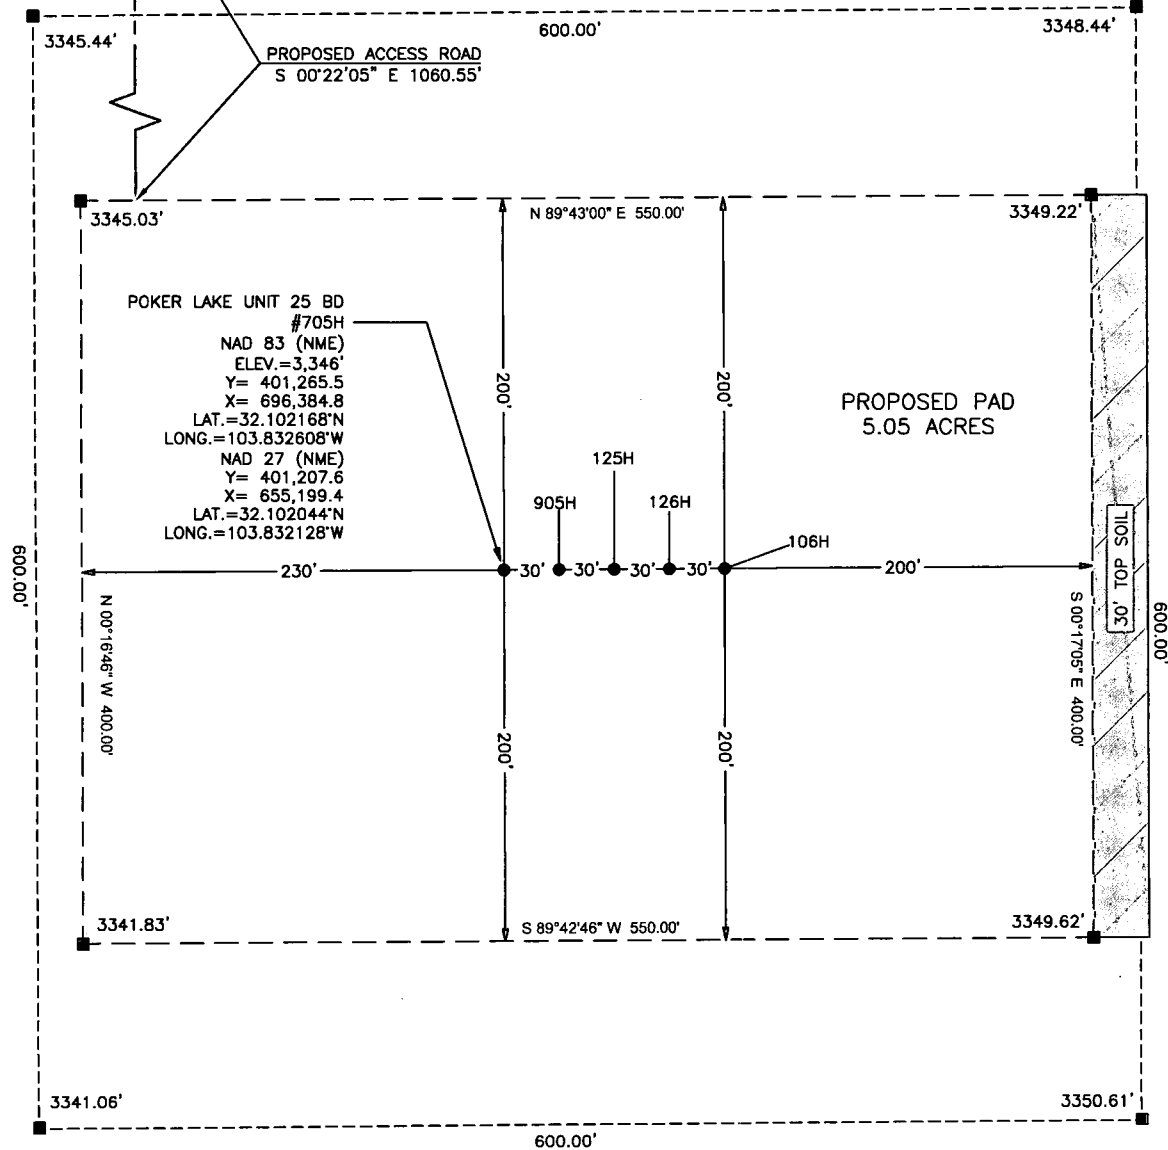 600.00'
3345.44'
3348.44'
PROPOSED ACCESS ROAD
S 00°22'05" E 1060.55'
3345.03'
N 89°43'00" E 550.00'
3349.22'
POKER LAKE UNIT 25 BD
#705H
NAD 83 (NME)
ELEV.=3,346'
Y= 401,265.5
X= 696,384.8
LAT.=32.102168°N
LONG.=103.832608°W
NAD 27 (NME)
Y= 401,207.6
X= 655,199.4
LAT.=32.102044°N
LONG.=103.832128°W
200'
200'
PROPOSED PAD
5.05 ACRES
125H
905H
126H
106H
230'
30'
30'
30'
30'
200'
600.00'
N 00°16'46" W 400.00'
S 00°17'05" E 400.00'
30' TOP SOIL
600.00'
200'
200'
3341.83'
S 89°42'46" W 550.00'
3349.62'
3341.06'
3350.61'
600.00'